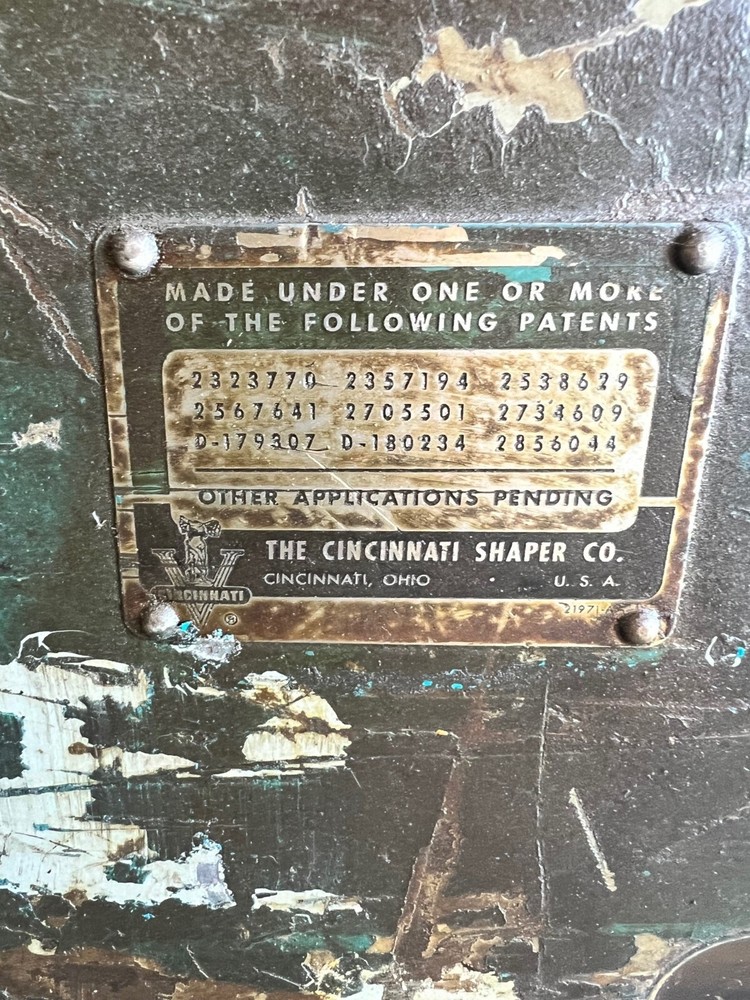 MADE UNDER ONE OR MORE
OF THE FOLLOWING PATENTS
2323770 2357194 2538629
2567641 2705501 2734609
D-179307 D-180234 2856044
OTHER APPLICATIONS PENDING
THE CINCINNATI SHAPER CO.
CINCINNATI, OHIO · U.S.A.
CINCINNATI
®
21971-A